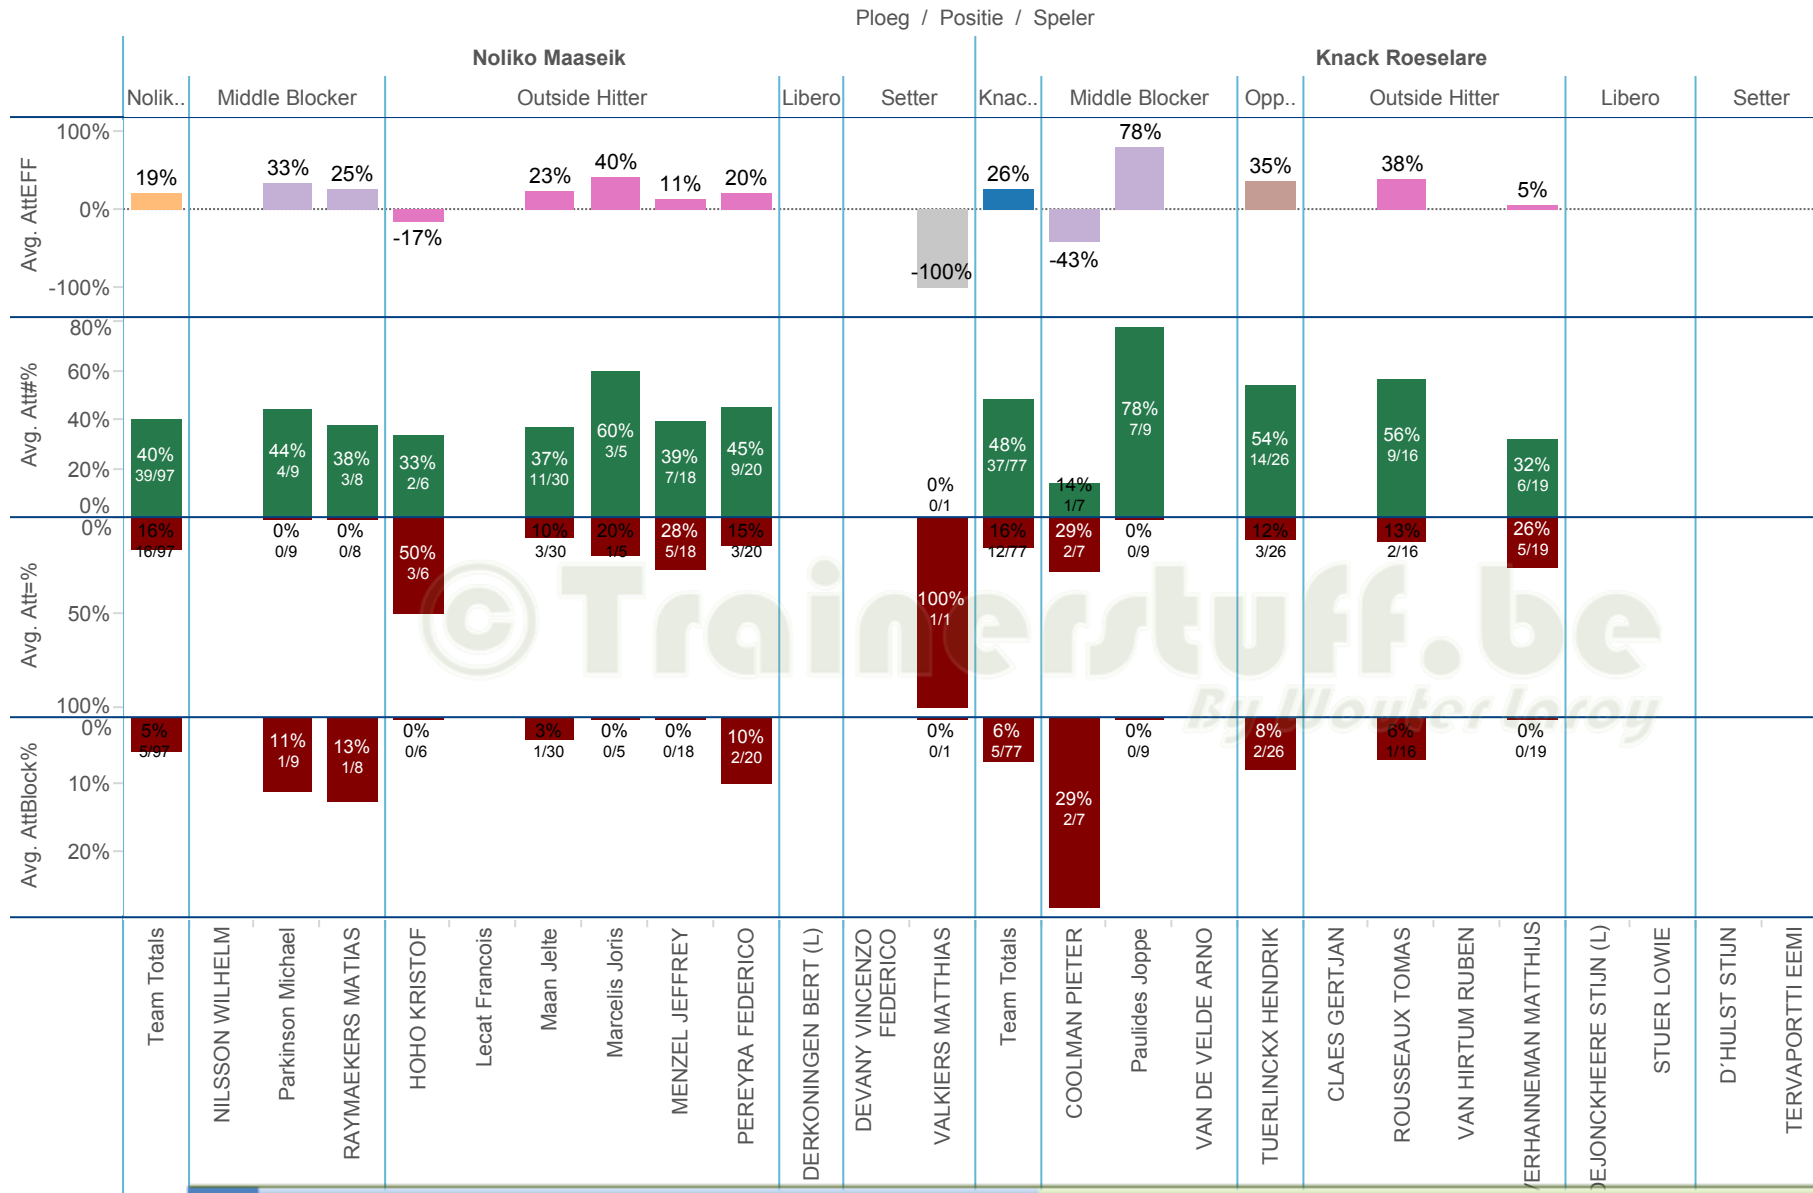 Ploeg / Positie / Speler
Noliko Maaseik Knack Roeselare
Nolik.. Middle Blocker Outside Hitter Libero Setter Knac.. Middle Blocker Opp.. Outside Hitter Libero Setter
Avg. AttEFF
100%
0%
-100%
19% 33% 25% -17% 23% 40% 11% 20% -100% 26% -43% 78% 35% 38% 5%
Avg. Att#%
80%
60%
40%
20%
0%
40% 44% 38% 33% 37% 60% 39% 45% 0% 48% 14% 78% 54% 56% 32%
39/97 4/9 3/8 2/6 11/30 3/5 7/18 9/20 0/1 37/77 1/7 7/9 14/26 9/16 6/19
Avg. Att=%
0%
50%
100%
16% 0% 0% 50% 10% 20% 28% 15% 100% 16% 29% 0% 12% 13% 26%
16/97 0/9 0/8 3/6 3/30 1/5 5/18 3/20 1/1 12/77 2/7 0/9 3/26 2/16 5/19
© Trainerstuff.be
By Wouter Loroy
Avg. AttBlock%
0%
10%
20%
5% 11% 13% 0% 3% 0% 0% 10% 0% 6% 29% 0% 8% 6% 0%
5/97 1/9 1/8 0/6 1/30 0/5 0/18 2/20 0/1 5/77 2/7 0/9 2/26 1/16 0/19
Team Totals
NILSSON WILHELM
Parkinson Michael
RAYMAEKERS MATIAS
HOHO KRISTOF
Lecat Francois
Maan Jelte
Marcelis Joris
MENZEL JEFFREY
PEREYRA FEDERICO
DERKONINGEN BERT (L)
DEVANY VINCENZO
FEDERICO
VALKIERS MATTHIAS
Team Totals
COOLMAN PIETER
Paulides Joppe
VAN DE VELDE ARNO
TUERLINCKX HENDRIK
CLAES GERTJAN
ROUSSEAUX TOMAS
VAN HIRTUM RUBEN
VERHANNEMAN MATTHIJS
DEJONCKHEERE STIJN (L)
STUER LOWIE
D´HULST STIJN
TERVAPORTTI EEMI